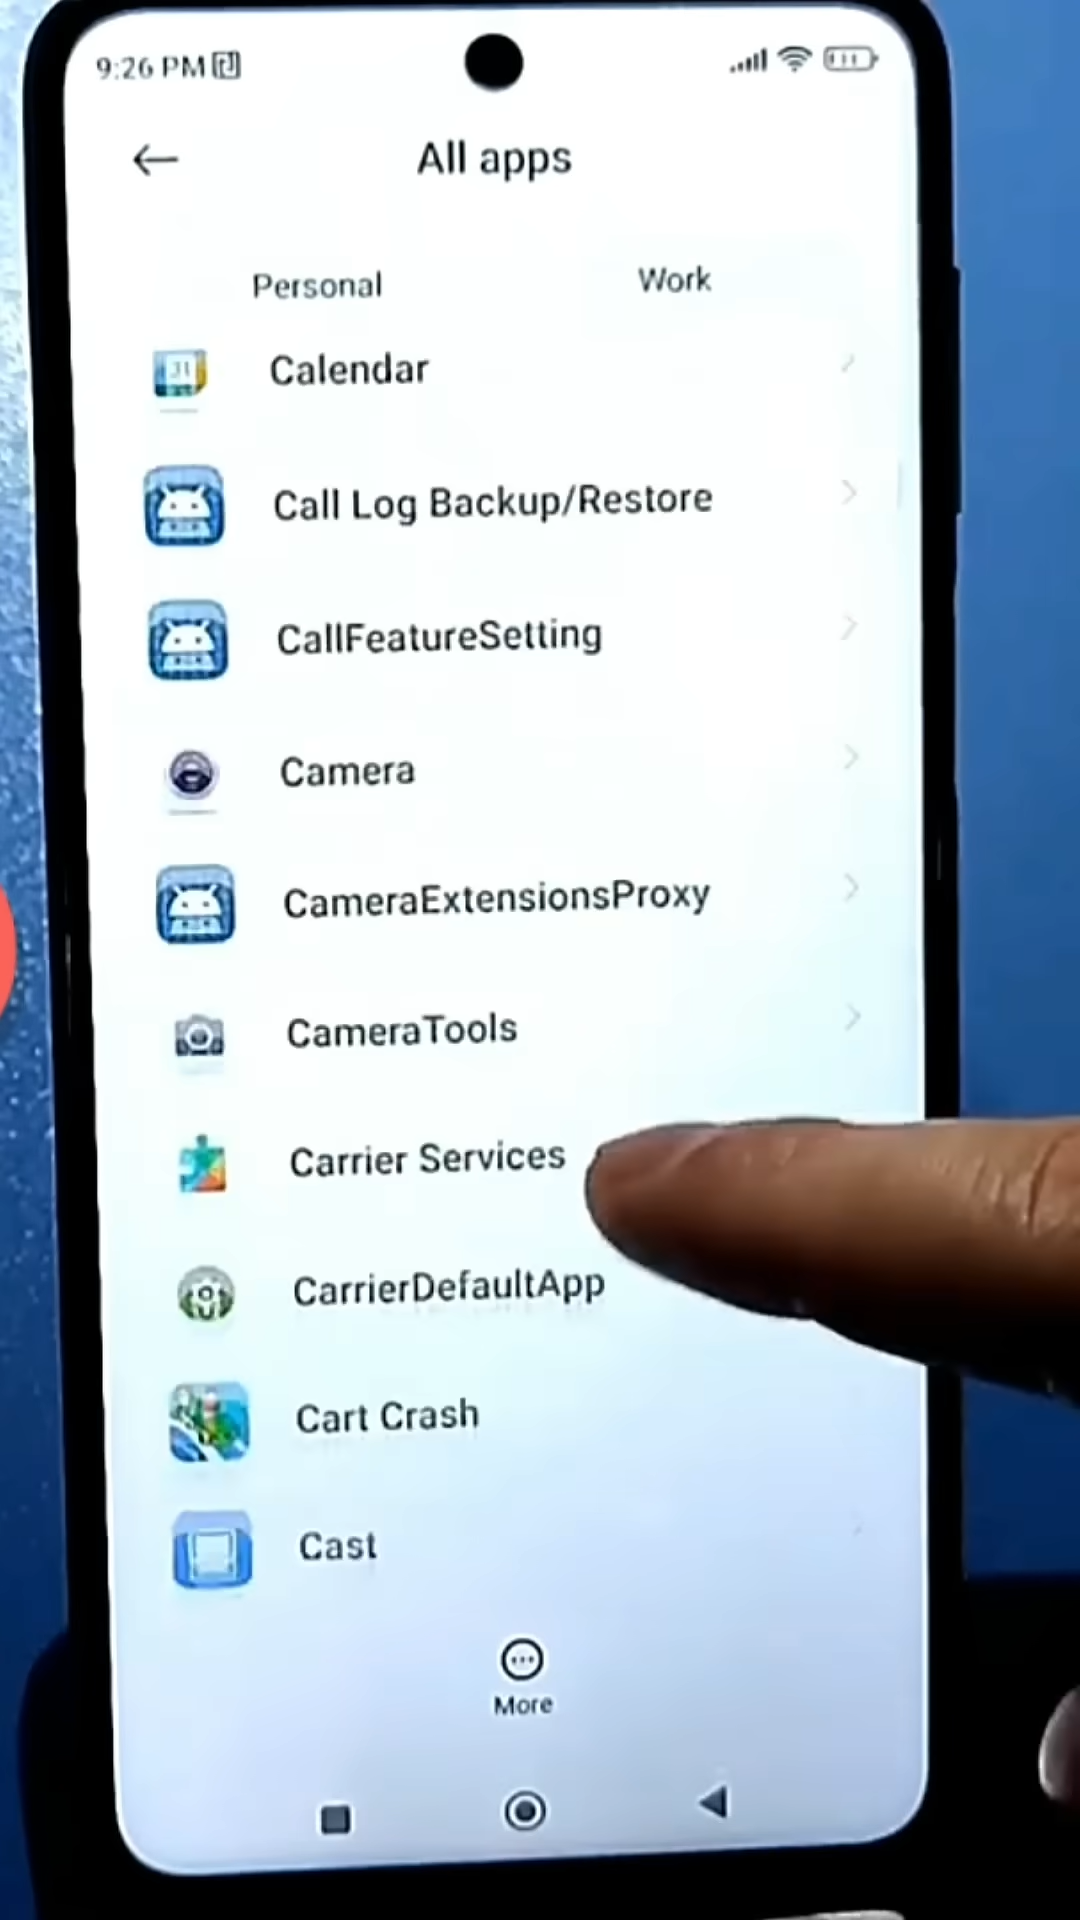 9:26 PM
All apps
Personal
Work
31
Calendar
Call Log Backup/Restore
CallFeatureSetting
Camera
CameraExtensionsProxy
CameraTools
Carrier Services
CarrierDefaultApp
Cart Crash
Cast
More